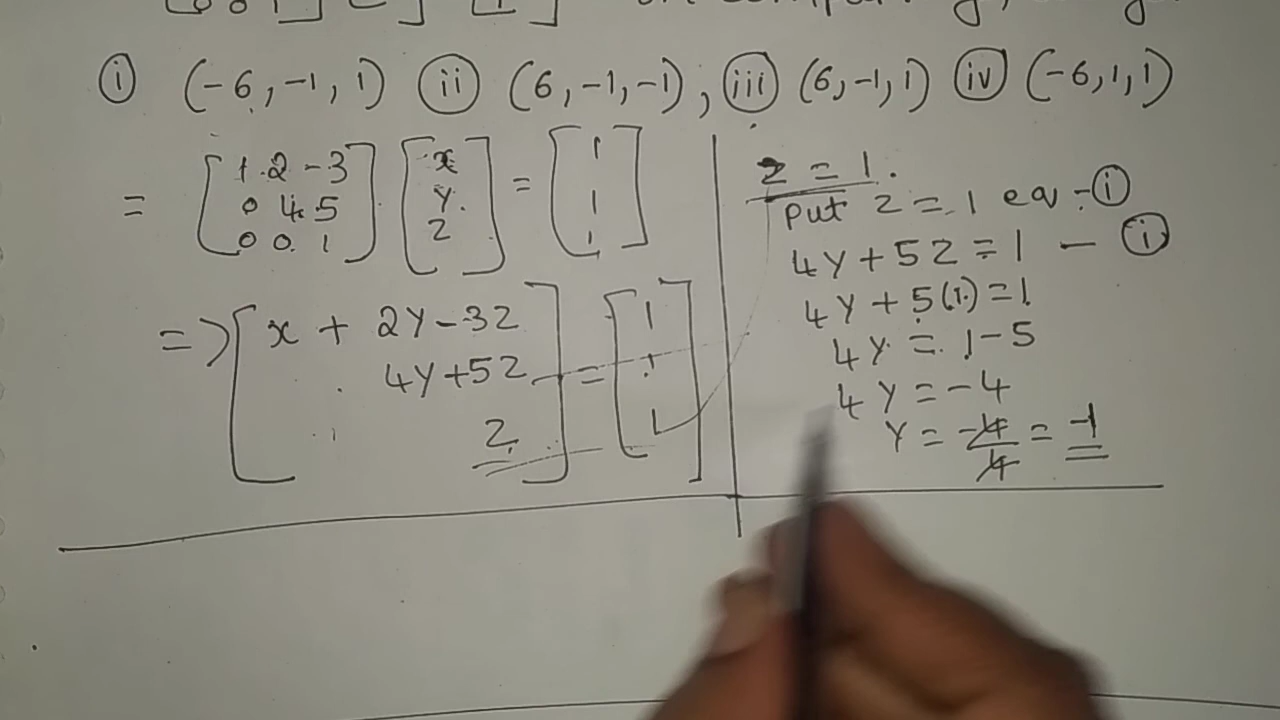 (i) (-6, -1, 1) (ii) (6, -1, -1), (iii) (6, -1, 1) (iv) (-6, 1, 1)
= [1 2 -3
0 4 5
0 0 1] [x
y
z] = [1
1
1]
=> [x + 2y - 3z
4y + 5z
z] = [1
1
1]
z = 1.
Put z = 1 eq - (i)
4y + 5z = 1 — (i)
4y + 5(1) = 1
4y = 1 - 5
4y = -4
y = -4/4 = -1